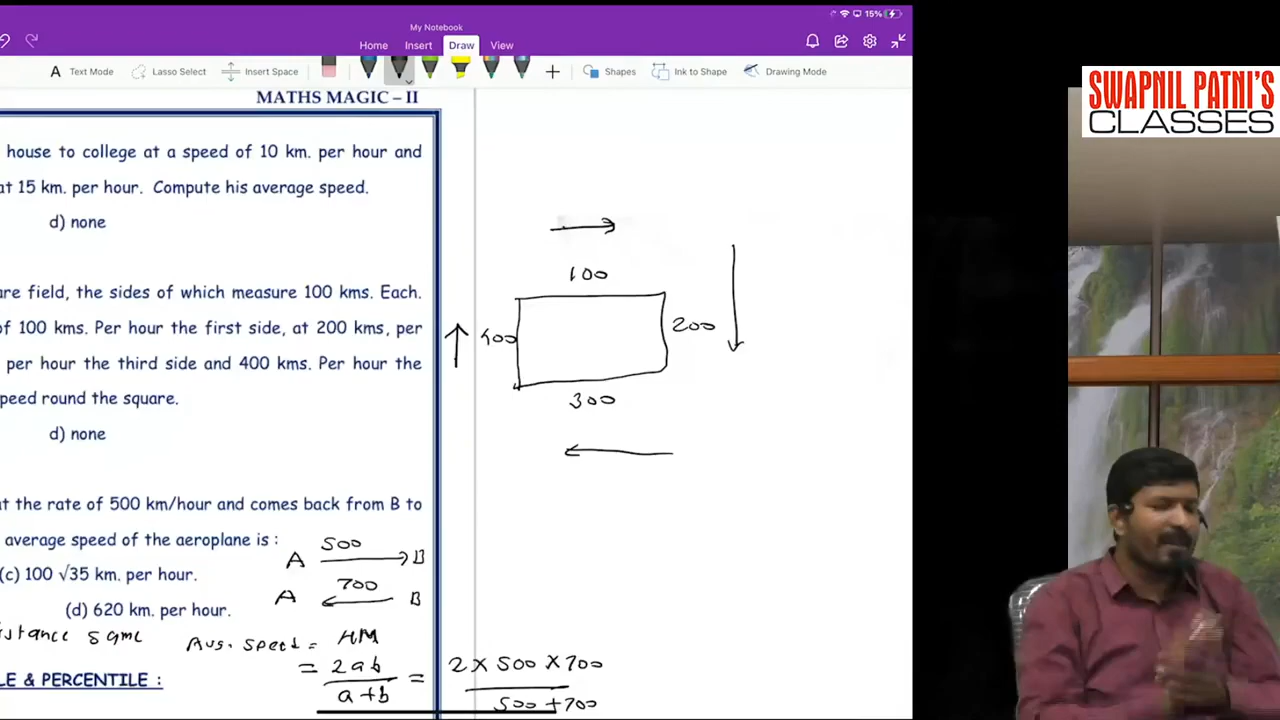 My Notebook
15%
Home Insert Draw View
Text Mode Lasso Select Insert Space Shapes Ink to Shape Drawing Mode
SWAPNIL PATNI'S
CLASSES
MATHS MAGIC – II
house to college at a speed of 10 km. per hour and
at 15 km. per hour. Compute his average speed.
d) none
are field, the sides of which measure 100 kms. Each.
of 100 kms. Per hour the first side, at 200 kms, per
per hour the third side and 400 kms. Per hour the
peed round the square.
d) none
100
400 200
300
at the rate of 500 km/hour and comes back from B to
average speed of the aeroplane is :
A 500 B
(c) 100 √35 km. per hour.
A 700 B
(d) 620 km. per hour.
istance same Avg. speed = HM
= 2ab / a+b = 2 × 500 × 700 / 500 + 700
LE & PERCENTILE :